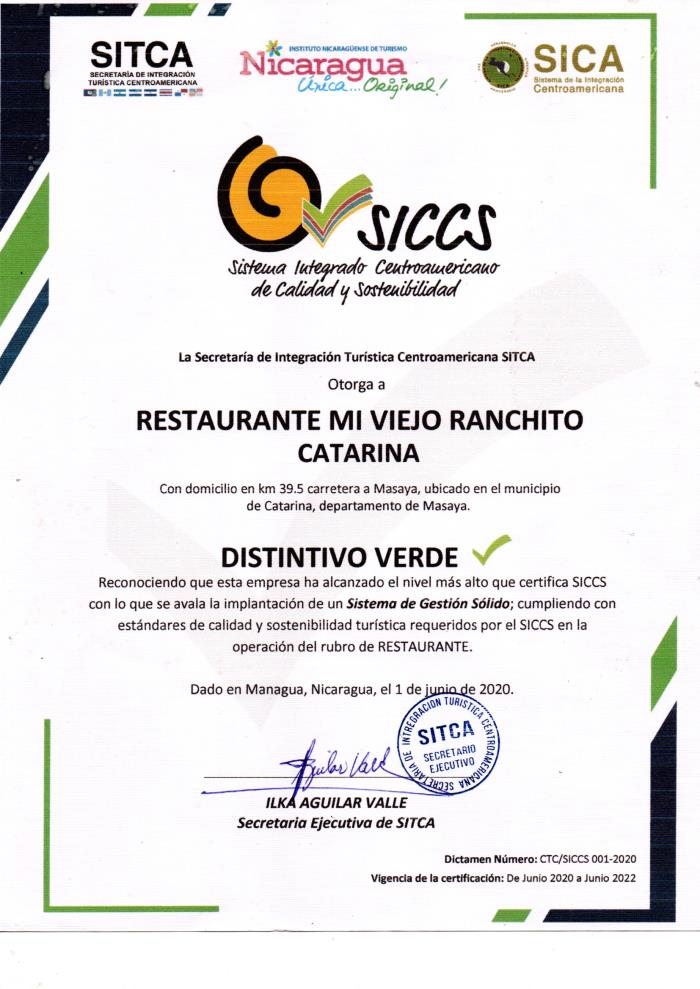 SITCA
SECRETARÍA DE INTEGRACIÓN
TURÍSTICA CENTROAMERICANA
INSTITUTO NICARAGÜENSE DE TURISMO
Nicaragua
Única... Original!
SICA
Sistema de la Integración
Centroamericana
SICCS
Sistema Integrado Centroamericano
de Calidad y Sostenibilidad
La Secretaría de Integración Turística Centroamericana SITCA
Otorga a
RESTAURANTE MI VIEJO RANCHITO
CATARINA
Con domicilio en km 39.5 carretera a Masaya, ubicado en el municipio
de Catarina, departamento de Masaya.
DISTINTIVO VERDE
Reconociendo que esta empresa ha alcanzado el nivel más alto que certifica SICCS
con lo que se avala la implantación de un Sistema de Gestión Sólido; cumpliendo con
estándares de calidad y sostenibilidad turística requeridos por el SICCS en la
operación del rubro de RESTAURANTE.
Dado en Managua, Nicaragua, el 1 de junio de 2020.
SECRETARIA DE INTREGRACION TURISTICA CENTROAMERICANA
SITCA
SECRETARIO
EJECUTIVO
Aguilar Valle
ILKA AGUILAR VALLE
Secretaria Ejecutiva de SITCA
Dictamen Número: CTC/SICCS 001-2020
Vigencia de la certificación: De Junio 2020 a Junio 2022